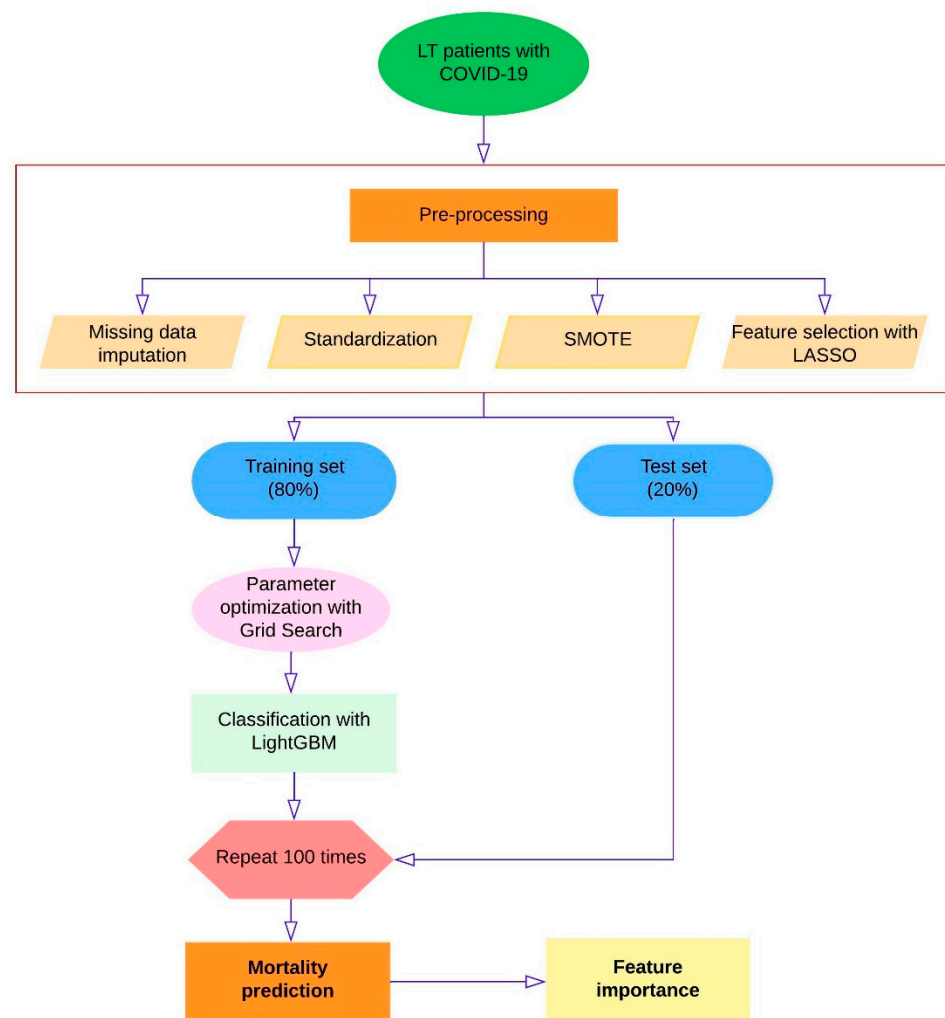 LT patients with
COVID-19
Pre-processing
Missing data
imputation
Standardization
SMOTE
Feature selection with
LASSO
Training set
(80%)
Test set
(20%)
Parameter
optimization with
Grid Search
Classification with
LightGBM
Repeat 100 times
Mortality
prediction
Feature
importance